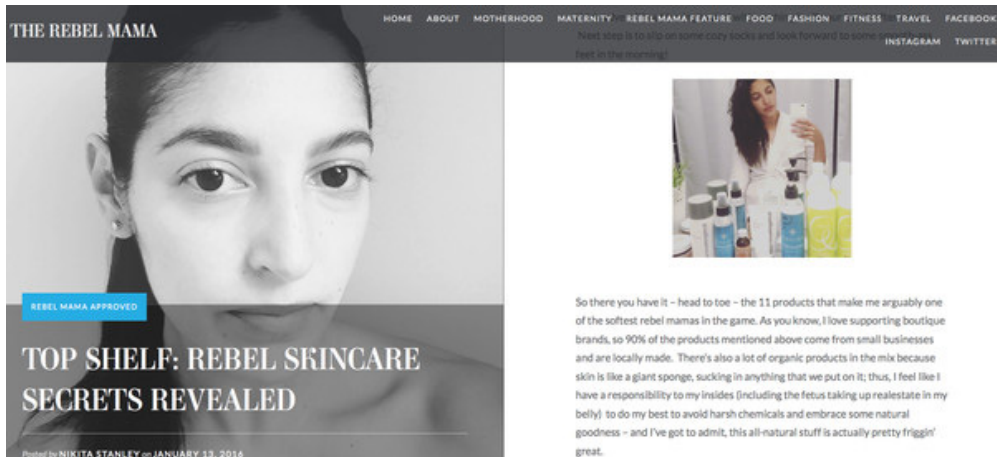 THE REBEL MAMA
HOME ABOUT MOTHERHOOD MATERNITY REBEL MAMA FEATURE FOOD FASHION FITNESS TRAVEL FACEBOOK
INSTAGRAM TWITTER
REBEL MAMA APPROVED
TOP SHELF: REBEL SKINCARE
SECRETS REVEALED
Posted by NIKITA STANLEY on JANUARY 13, 2016
Next step is to slip on some cozy socks and look forward to some
feet in the morning!
So there you have it – head to toe – the 11 products that make me arguably one
of the softest rebel mamas in the game. As you know, I love supporting boutique
brands, so 90% of the products mentioned above come from small businesses
and are locally made. There's also a lot of organic products in the mix because
skin is like a giant sponge, sucking in anything that we put on it; thus, I feel like I
have a responsibility to my insides (including the fetus taking up realestate in my
belly) to do my best to avoid harsh chemicals and embrace some natural
goodness – and I've got to admit, this all-natural stuff is actually pretty friggin'
great.